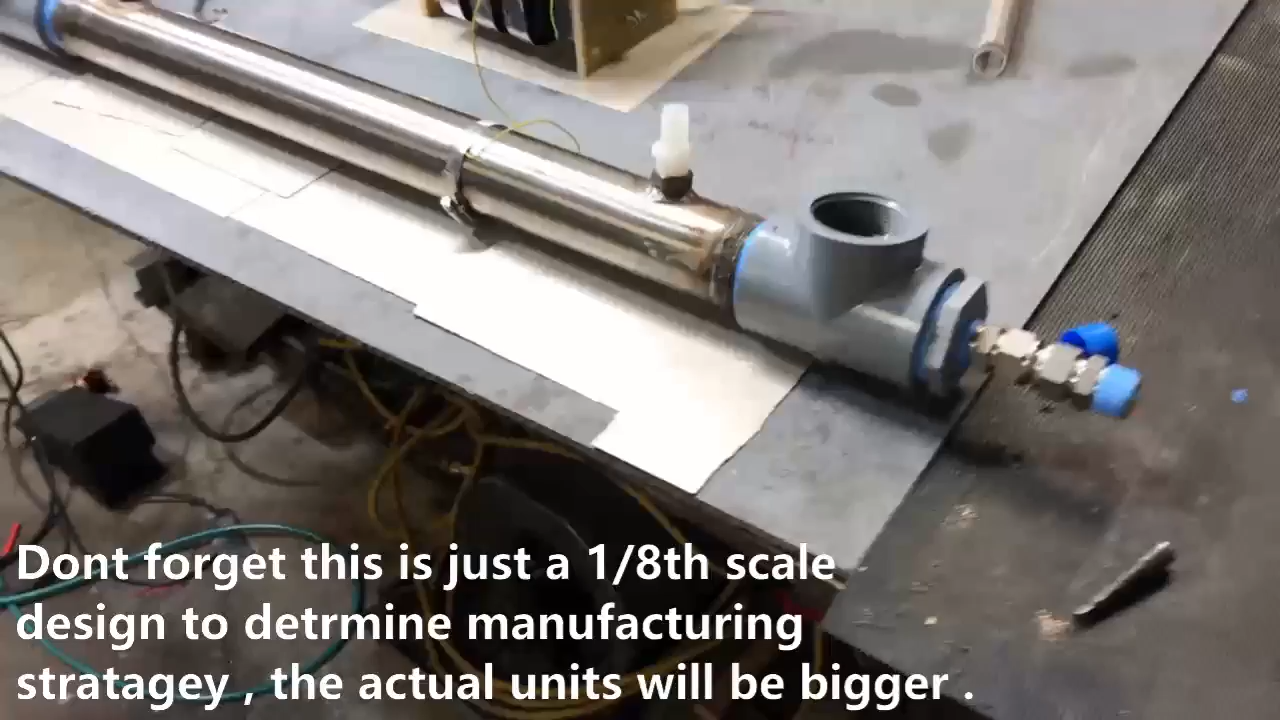 Dont forget this is just a 1/8th scale
design to detrmine manufacturing
stratagey , the actual units will be bigger .